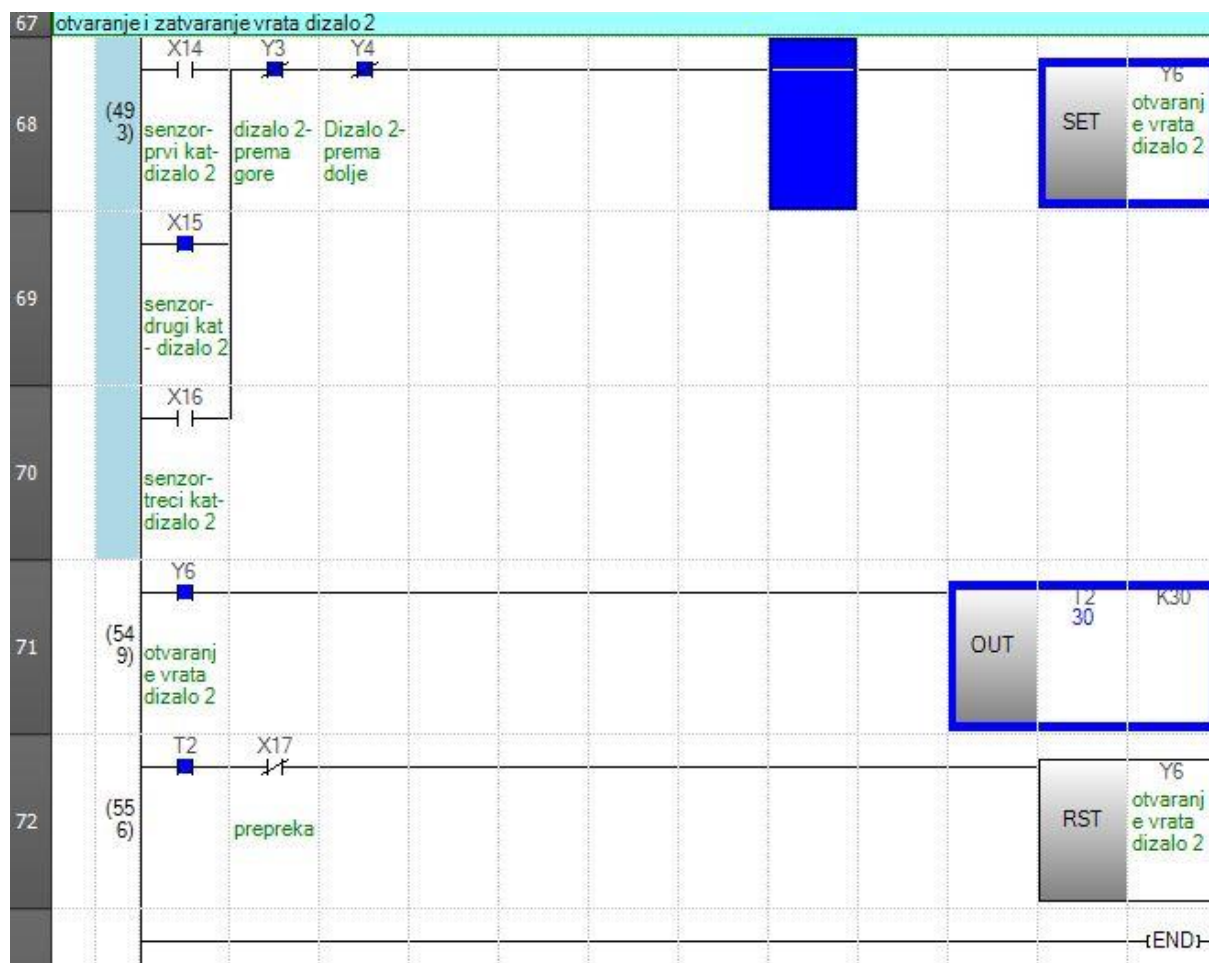 67 otvaranje i zatvaranje vrata dizalo 2
X14 Y3 Y4 Y6
68
(49
3)
senzor-
prvi kat-
dizalo 2
dizalo 2-
prema
gore
Dizalo 2-
prema
dolje
SET
otvaranj
e vrata
dizalo 2
X15
69
senzor-
drugi kat
- dizalo 2
X16
70
senzor-
treci kat-
dizalo 2
Y6 T2 K30
30
71
(54
9)
otvaranj
e vrata
dizalo 2
OUT
T2 X17 Y6
72
(55
6)
prepreka
RST
otvaranj
e vrata
dizalo 2
END